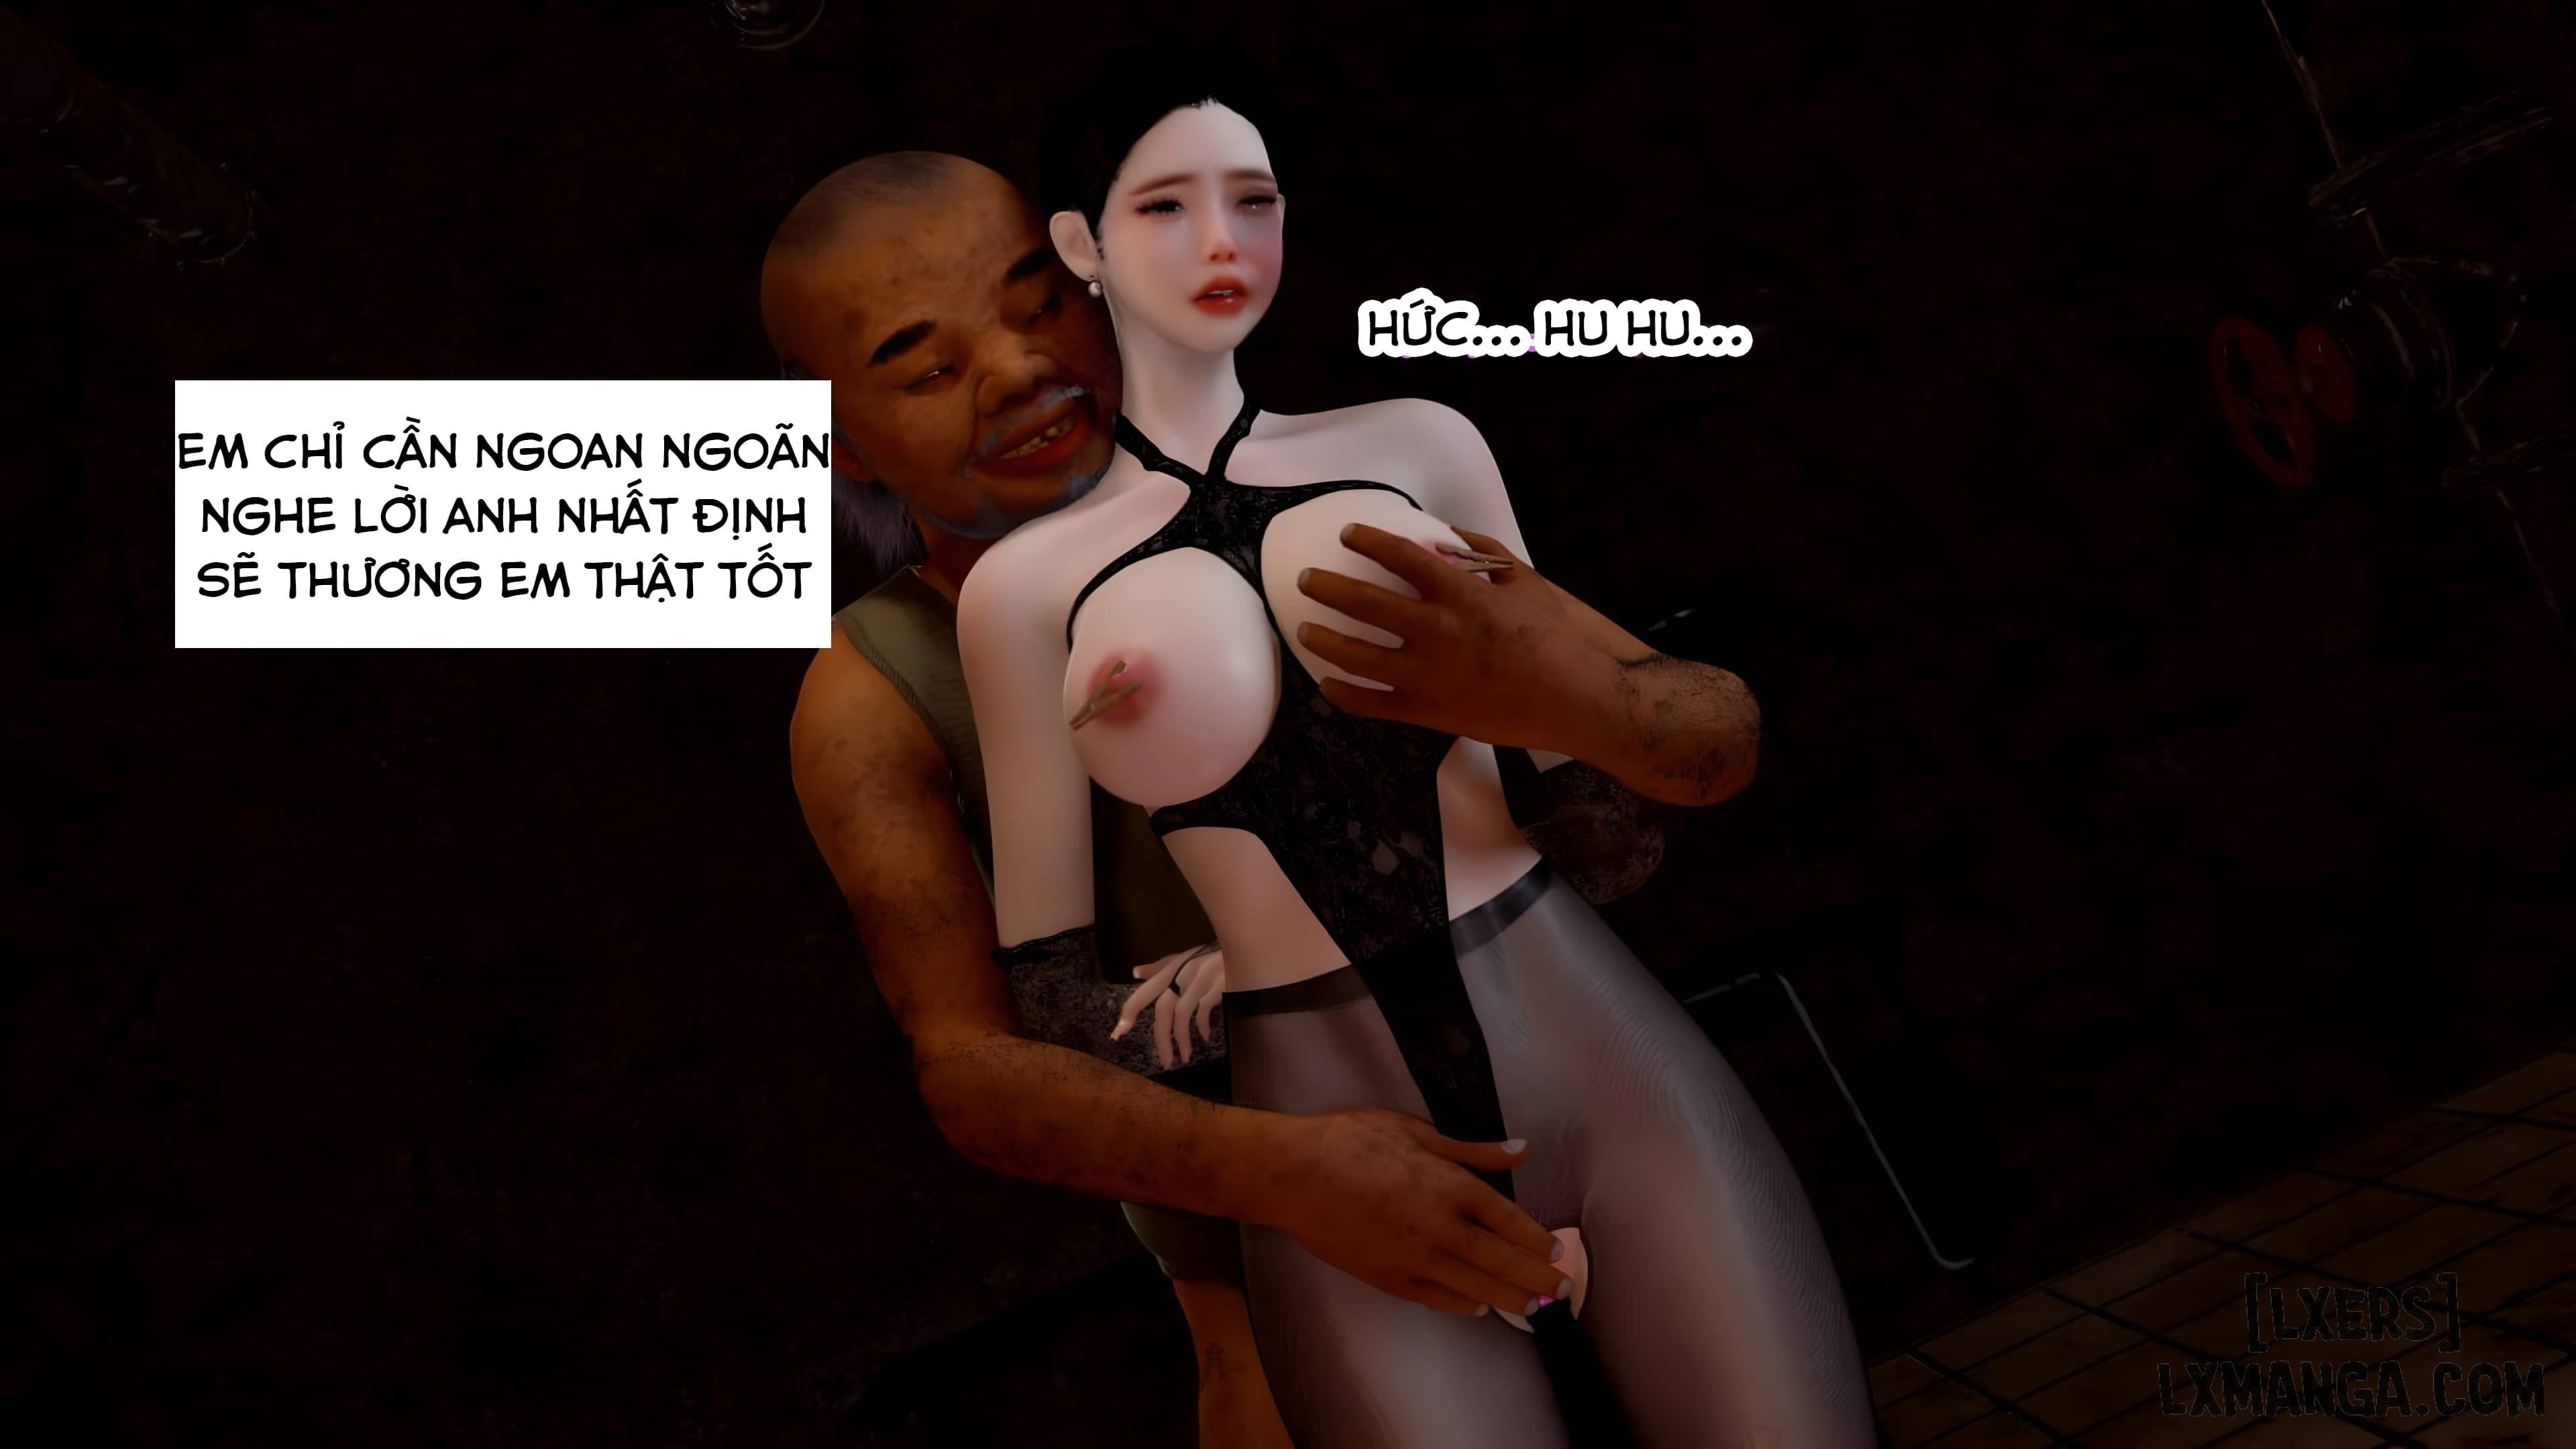 EM CHỈ CẦN NGOAN NGOÃN
NGHE LỜI ANH NHẤT ĐỊNH
SẼ THƯƠNG EM THẬT TỐT
HỨC... HU HU...
[LXERS]
LXMANGA.COM